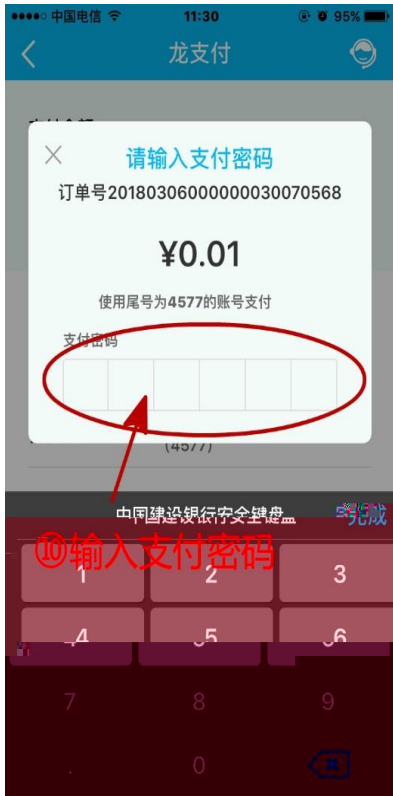 中国电信 11:30 95%
龙支付
请输入支付密码
订单号20180306000000030070568
¥0.01
使用尾号为4577的账号支付
支付密码
(4577)
中国建设银行安全键盘 完成
⑩输入支付密码
1 2 3
4 5 6
7 8 9
. 0